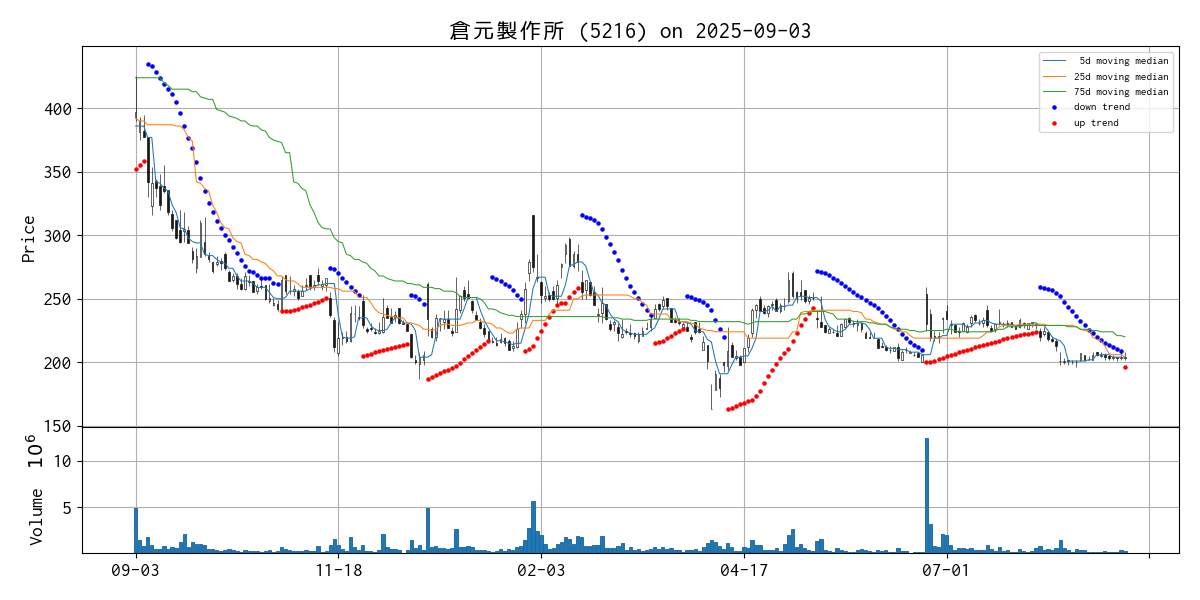 倉元製作所 (5216) on 2025-09-03
5d moving median
25d moving median
75d moving median
down trend
up trend
Price
400
350
300
250
200
150
Volume 10^6
10
5
09-03 11-18 02-03 04-17 07-01